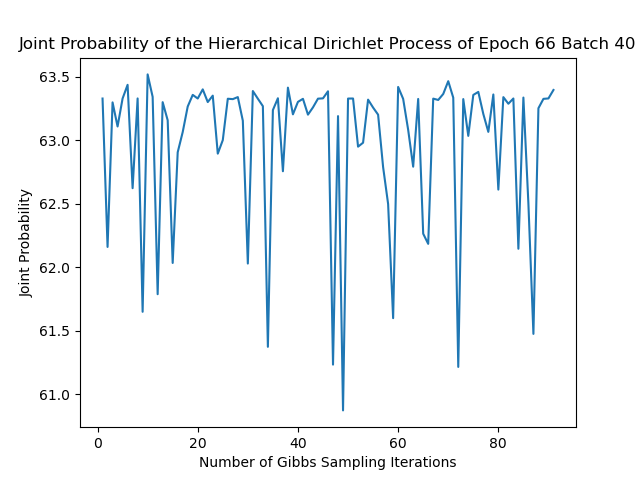 Joint Probability of the Hierarchical Dirichlet Process of Epoch 66 Batch 40
63.5
63.0
62.5
62.0
61.5
61.0
Joint Probability
0 20 40 60 80
Number of Gibbs Sampling Iterations